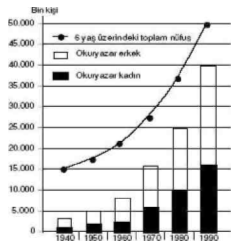 Bin kişi
50.000
45.000
40.000
35.000
30.000
25.000
20.000
15.000
10.000
5.000
0
6 yaş üzerindeki toplam nüfus
Okuryazar erkek
Okuryazar kadın
1940 1950 1960 1970 1980 1990